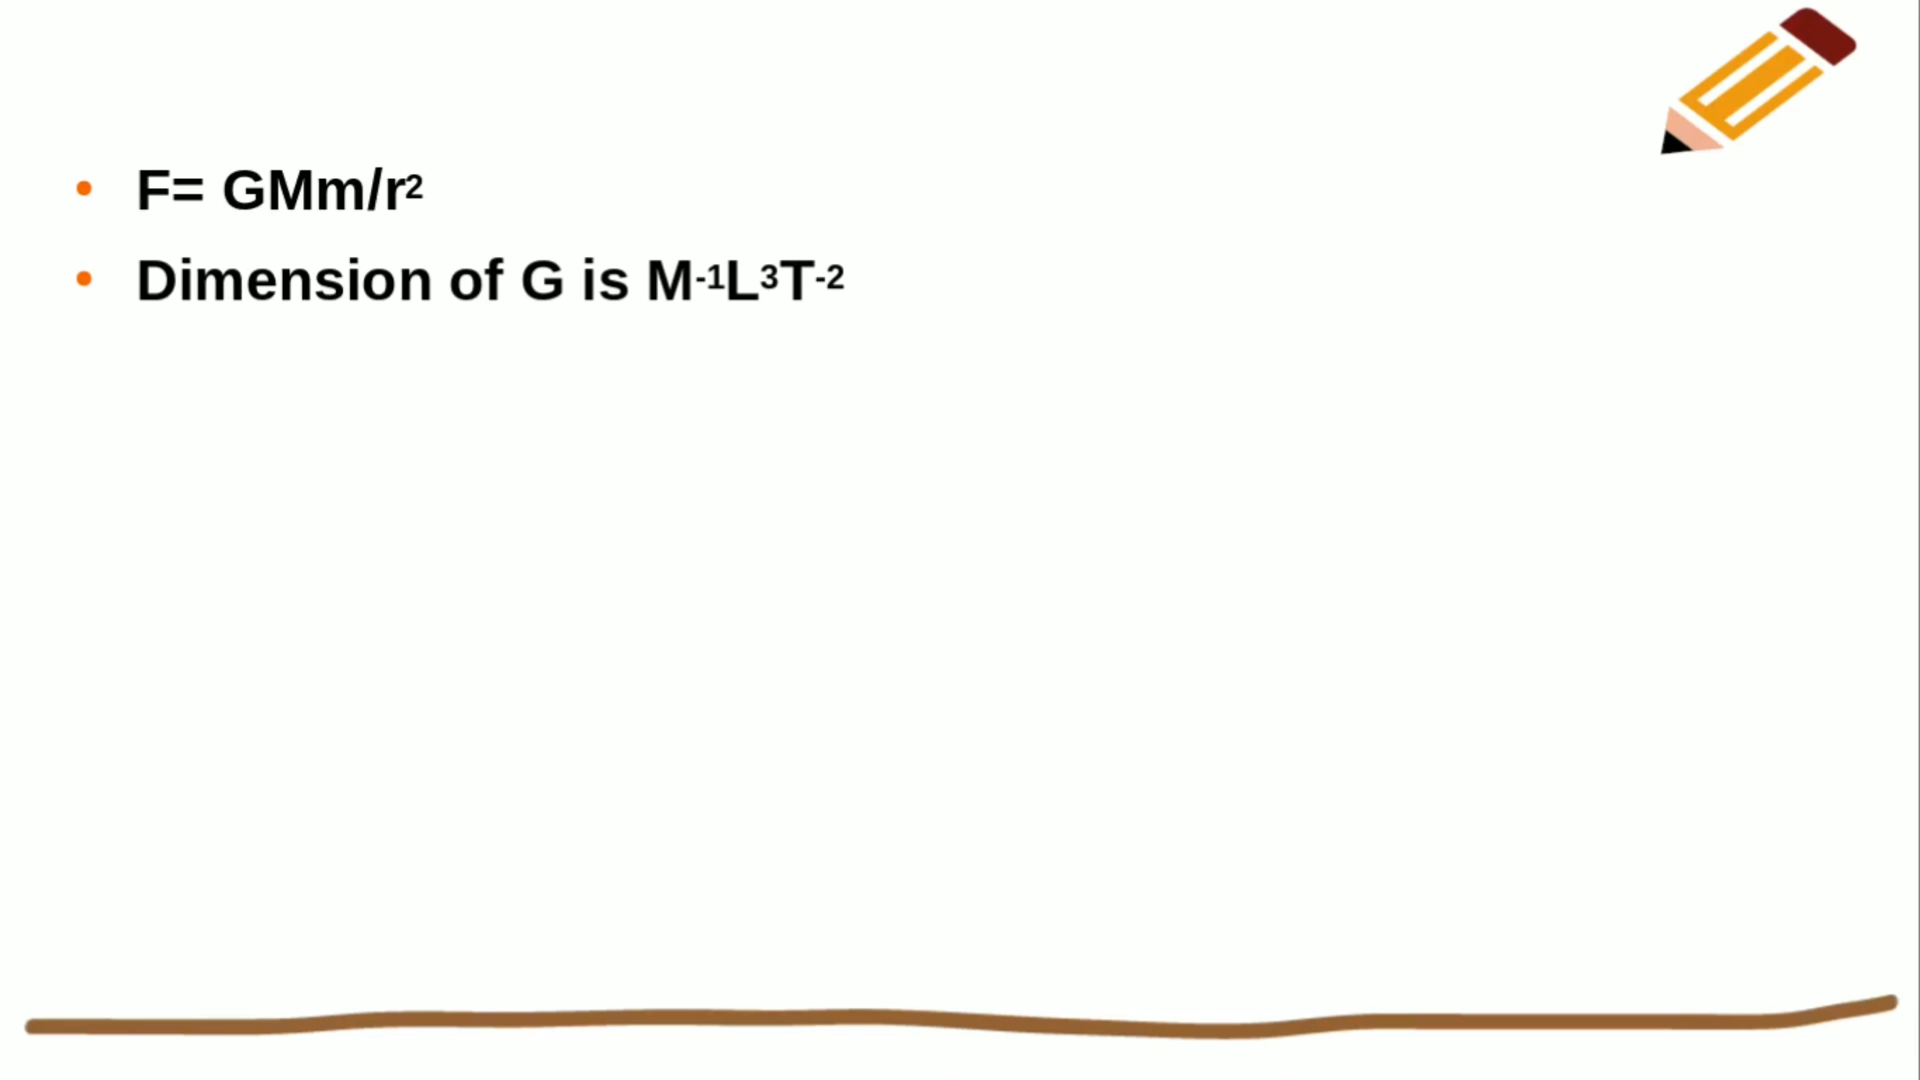 • F= GMm/r²
• Dimension of G is M⁻¹L³T⁻²